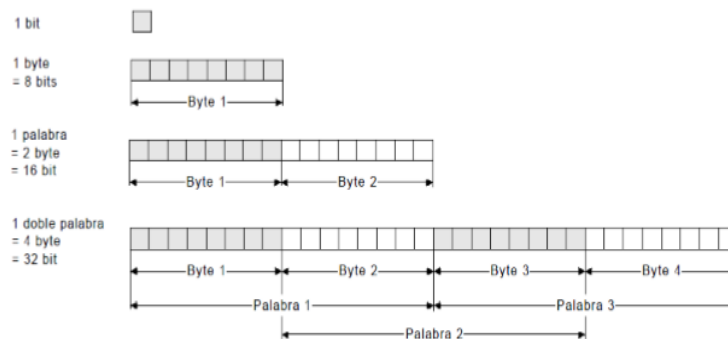 1 bit
1 byte
= 8 bits
Byte 1
1 palabra
= 2 byte
= 16 bit
Byte 1
Byte 2
1 doble palabra
= 4 byte
= 32 bit
Byte 1
Byte 2
Byte 3
Byte 4
Palabra 1
Palabra 3
Palabra 2